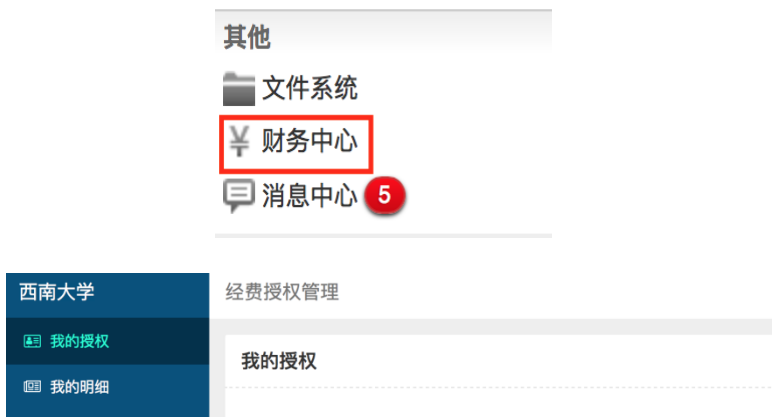 其他
文件系统
财务中心
消息中心 5
西南大学
经费授权管理
我的授权
我的授权
我的明细